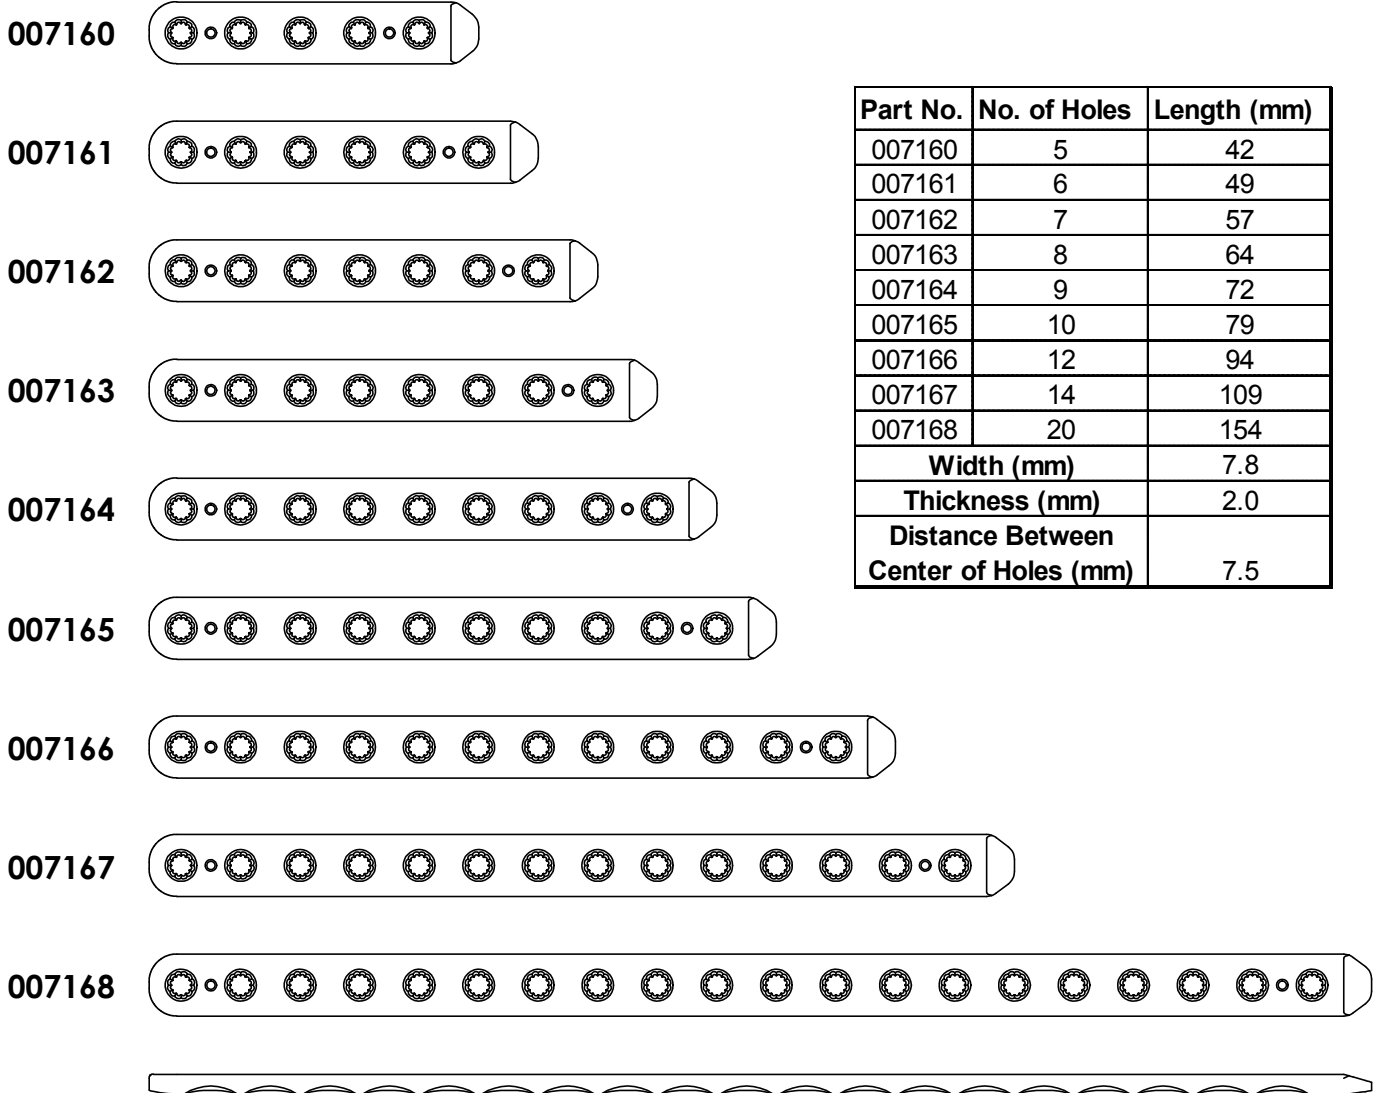 007160
007161
007162
007163
007164
007165
007166
007167
007168
Part No. No. of Holes Length (mm)
007160 5 42
007161 6 49
007162 7 57
007163 8 64
007164 9 72
007165 10 79
007166 12 94
007167 14 109
007168 20 154
Width (mm) 7.8
Thickness (mm) 2.0
Distance Between
Center of Holes (mm) 7.5